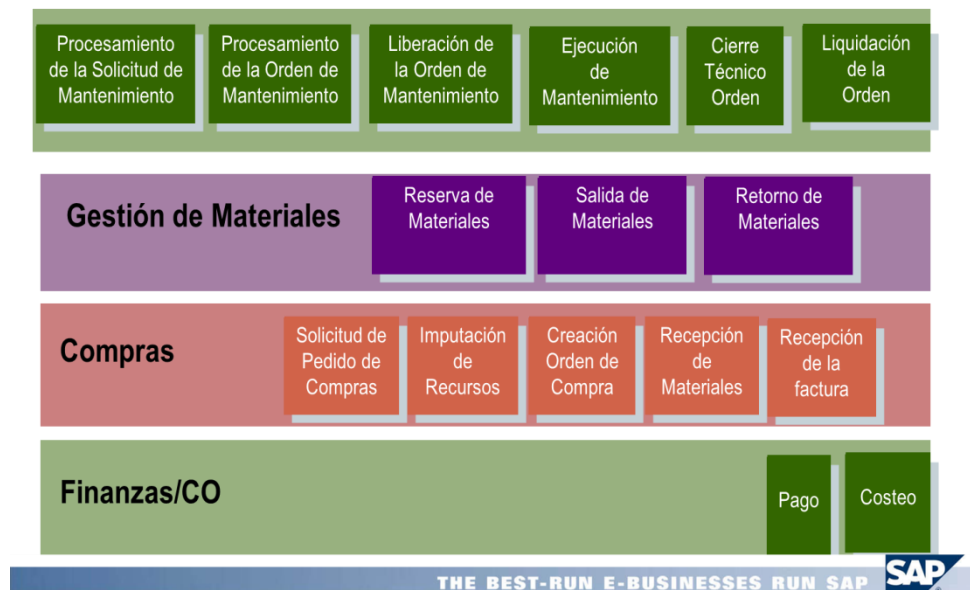 Procesamiento
de la Solicitud de
Mantenimiento
Procesamiento
de la Orden de
Mantenimiento
Liberación de
la Orden de
Mantenimiento
Ejecución
de
Mantenimiento
Cierre
Técnico
Orden
Liquidación
de la
Orden
Gestión de Materiales
Reserva de
Materiales
Salida de
Materiales
Retorno de
Materiales
Compras
Solicitud de
Pedido de
Compras
Imputación
de
Recursos
Creación
Orden de
Compra
Recepción
de
Materiales
Recepción
de la
factura
Finanzas/CO
Pago
Costeo
THE BEST-RUN E-BUSINESSES RUN SAP
SAP